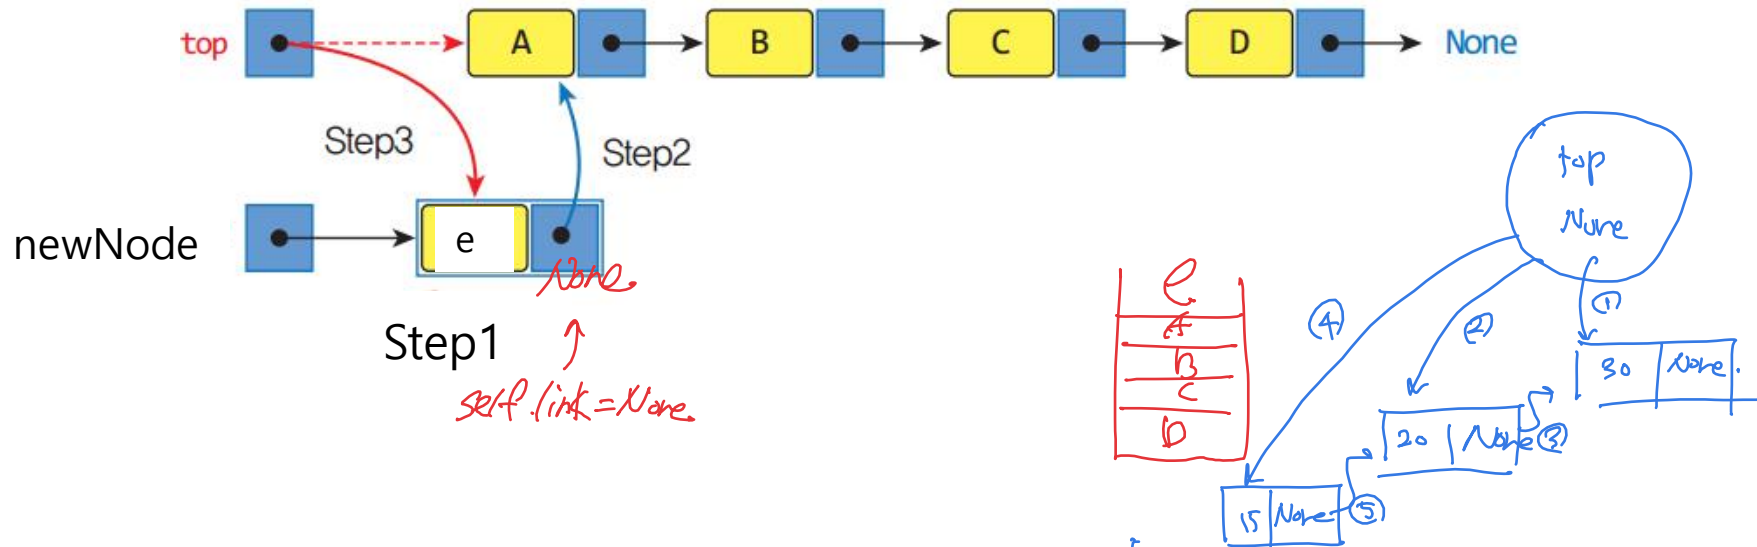 top
A
B
C
D
None
Step3
Step2
newNode
e
None.
Step1
self.link=None.
e
A
B
C
D
top
None
①
②
④
30 None.
20 None ③
15 None ⑤